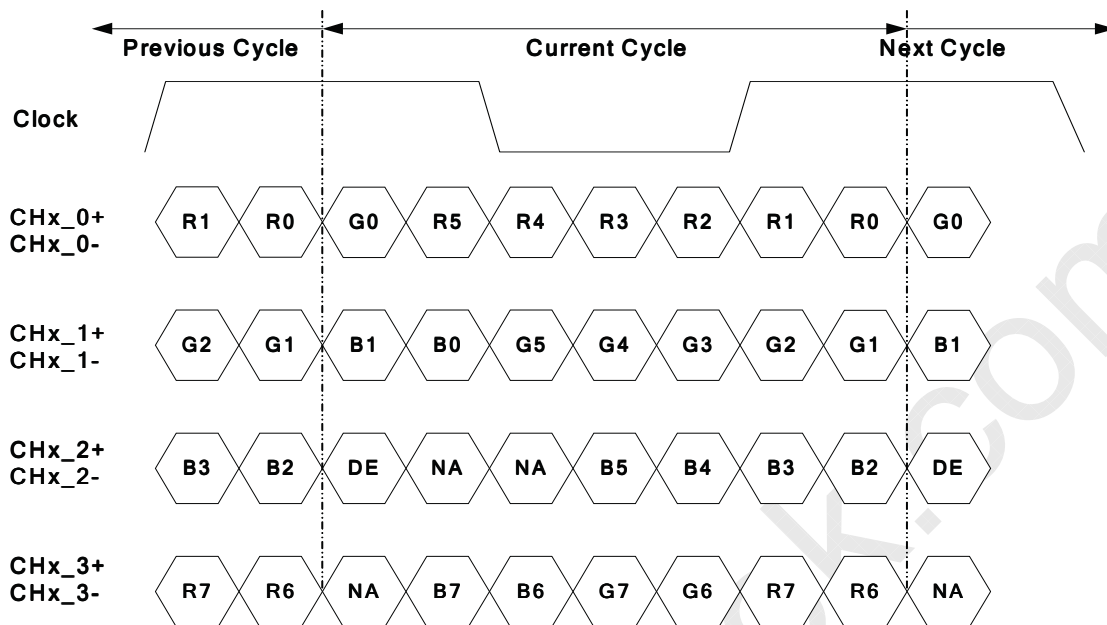 Previous Cycle Current Cycle Next Cycle
Clock
CHx_0+
CHx_0-
R1 R0 G0 R5 R4 R3 R2 R1 R0 G0
CHx_1+
CHx_1-
G2 G1 B1 B0 G5 G4 G3 G2 G1 B1
CHx_2+
CHx_2-
B3 B2 DE NA NA B5 B4 B3 B2 DE
CHx_3+
CHx_3-
R7 R6 NA B7 B6 G7 G6 R7 R6 NA
k.com